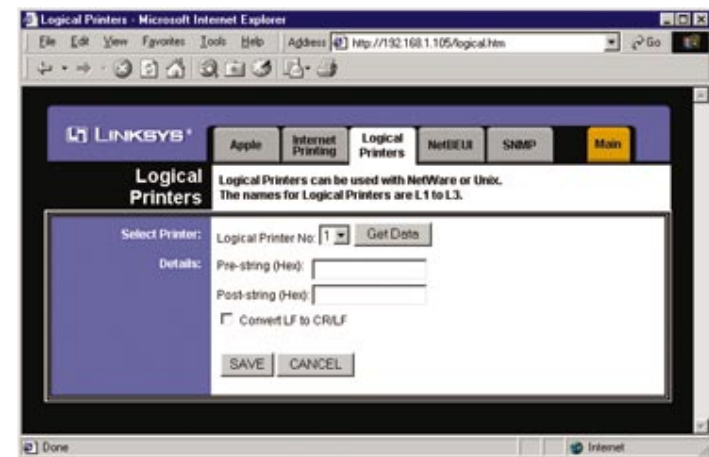 Logical Printers - Microsoft Internet Explorer
File Edit View Favorites Tools Help Address http://192.168.1.105/logical.htm Go
LINKSYS®
Apple Internet Printing Logical Printers NetBEUI SNMP Main
Logical Printers
Logical Printers can be used with NetWare or Unix.
The names for Logical Printers are L1 to L3.
Select Printer: Logical Printer No: 1 Get Data
Details: Pre-string (Hex):
Post-string (Hex):
Convert LF to CR/LF
SAVE CANCEL
Done Internet